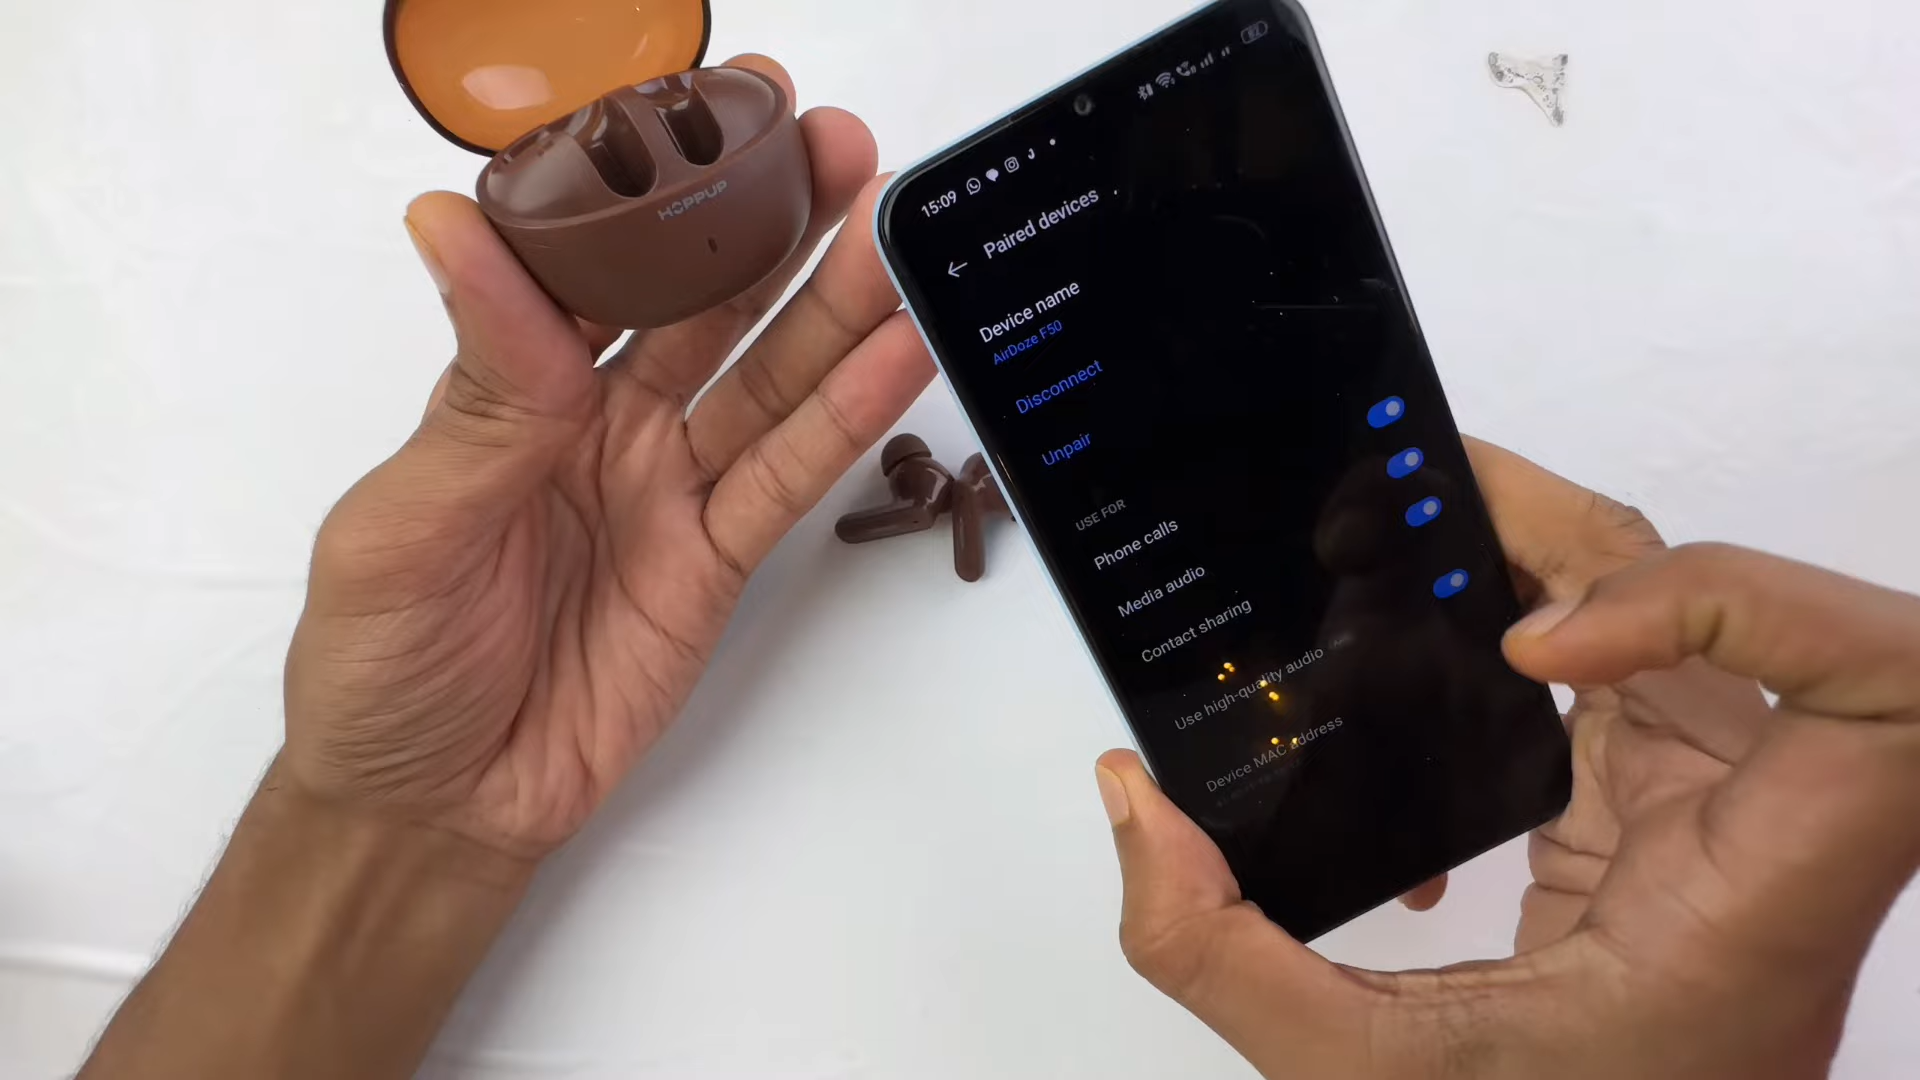 HOPPUP
82
15:09
Paired devices
Device name
AirDoze F50
Disconnect
Unpair
USE FOR
Phone calls
Media audio
Contact sharing
Use high-quality audio
Device MAC address